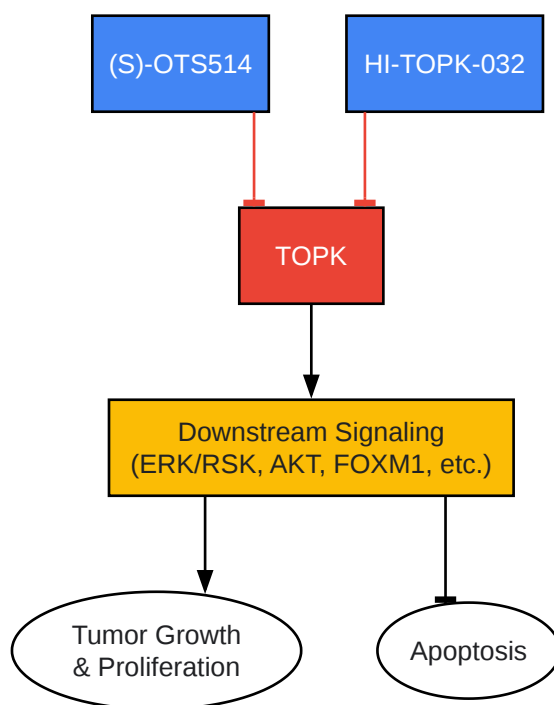 (S)-OTS514
HI-TOPK-032
TOPK
Downstream Signaling
(ERK/RSK, AKT, FOXM1, etc.)
Tumor Growth
& Proliferation
Apoptosis